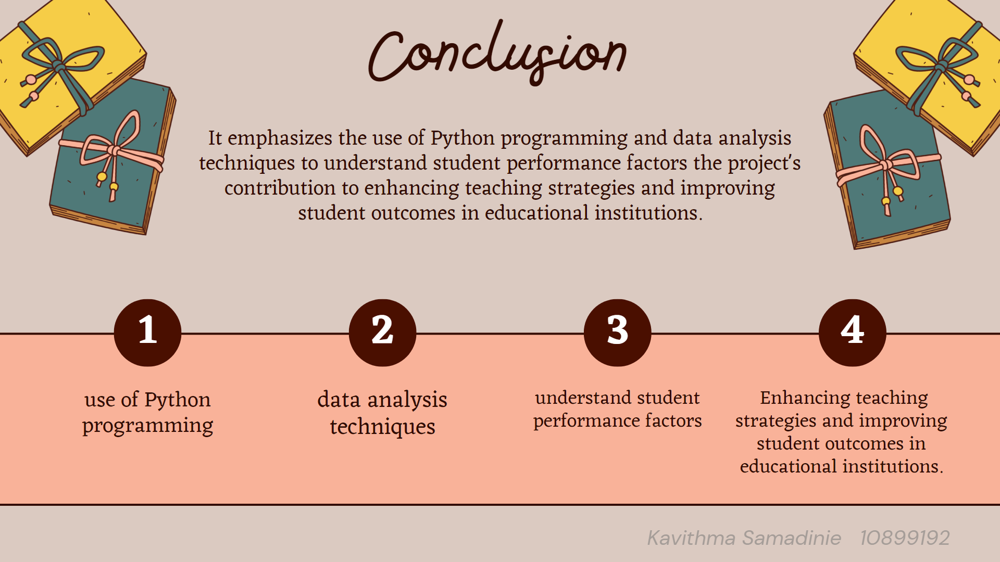 Conclusion
It emphasizes the use of Python programming and data analysis
techniques to understand student performance factors the project's
contribution to enhancing teaching strategies and improving
student outcomes in educational institutions.
1
2
3
4
use of Python
programming
data analysis
techniques
understand student
performance factors
Enhancing teaching
strategies and improving
student outcomes in
educational institutions.
Kavithma Samadinie 10899192